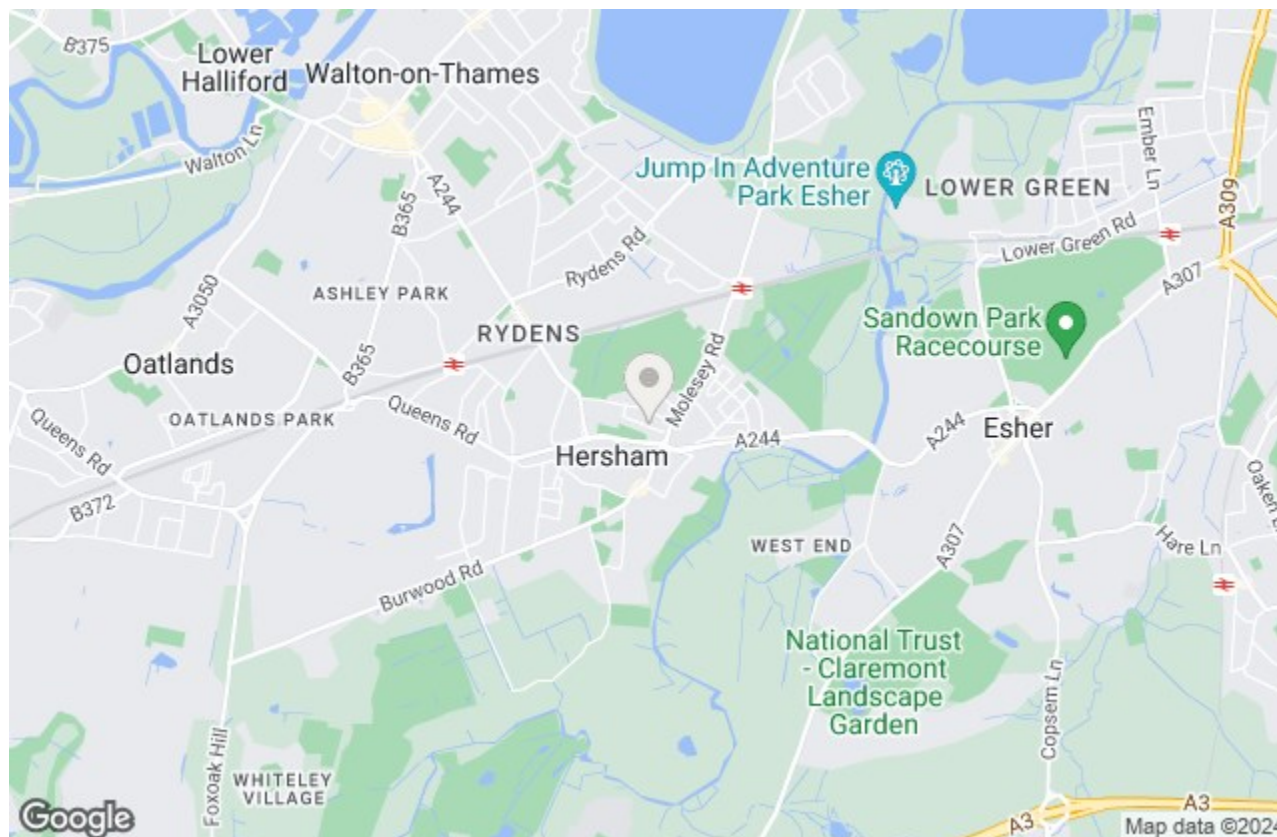 B375
Lower
Halliford
Walton-on-Thames
Walton Ln
A244
B365
Jump In Adventure
Park Esher
LOWER GREEN
Ember Ln
A309
Lower Green Rd
A307
Rydens Rd
A3050
ASHLEY PARK
RYDENS
Sandown Park
Racecourse
Oatlands
B365
Molesey Rd
OATLANDS PARK
Queens Rd
Queens Rd
Hersham
A244
A244
Esher
B372
WEST END
A307
Hare Ln
Burwood Rd
National Trust
- Claremont
Landscape
Garden
Copsem Ln
Foxoak Hill
WHITELEY
VILLAGE
A3
A3
Google
Map data ©2024